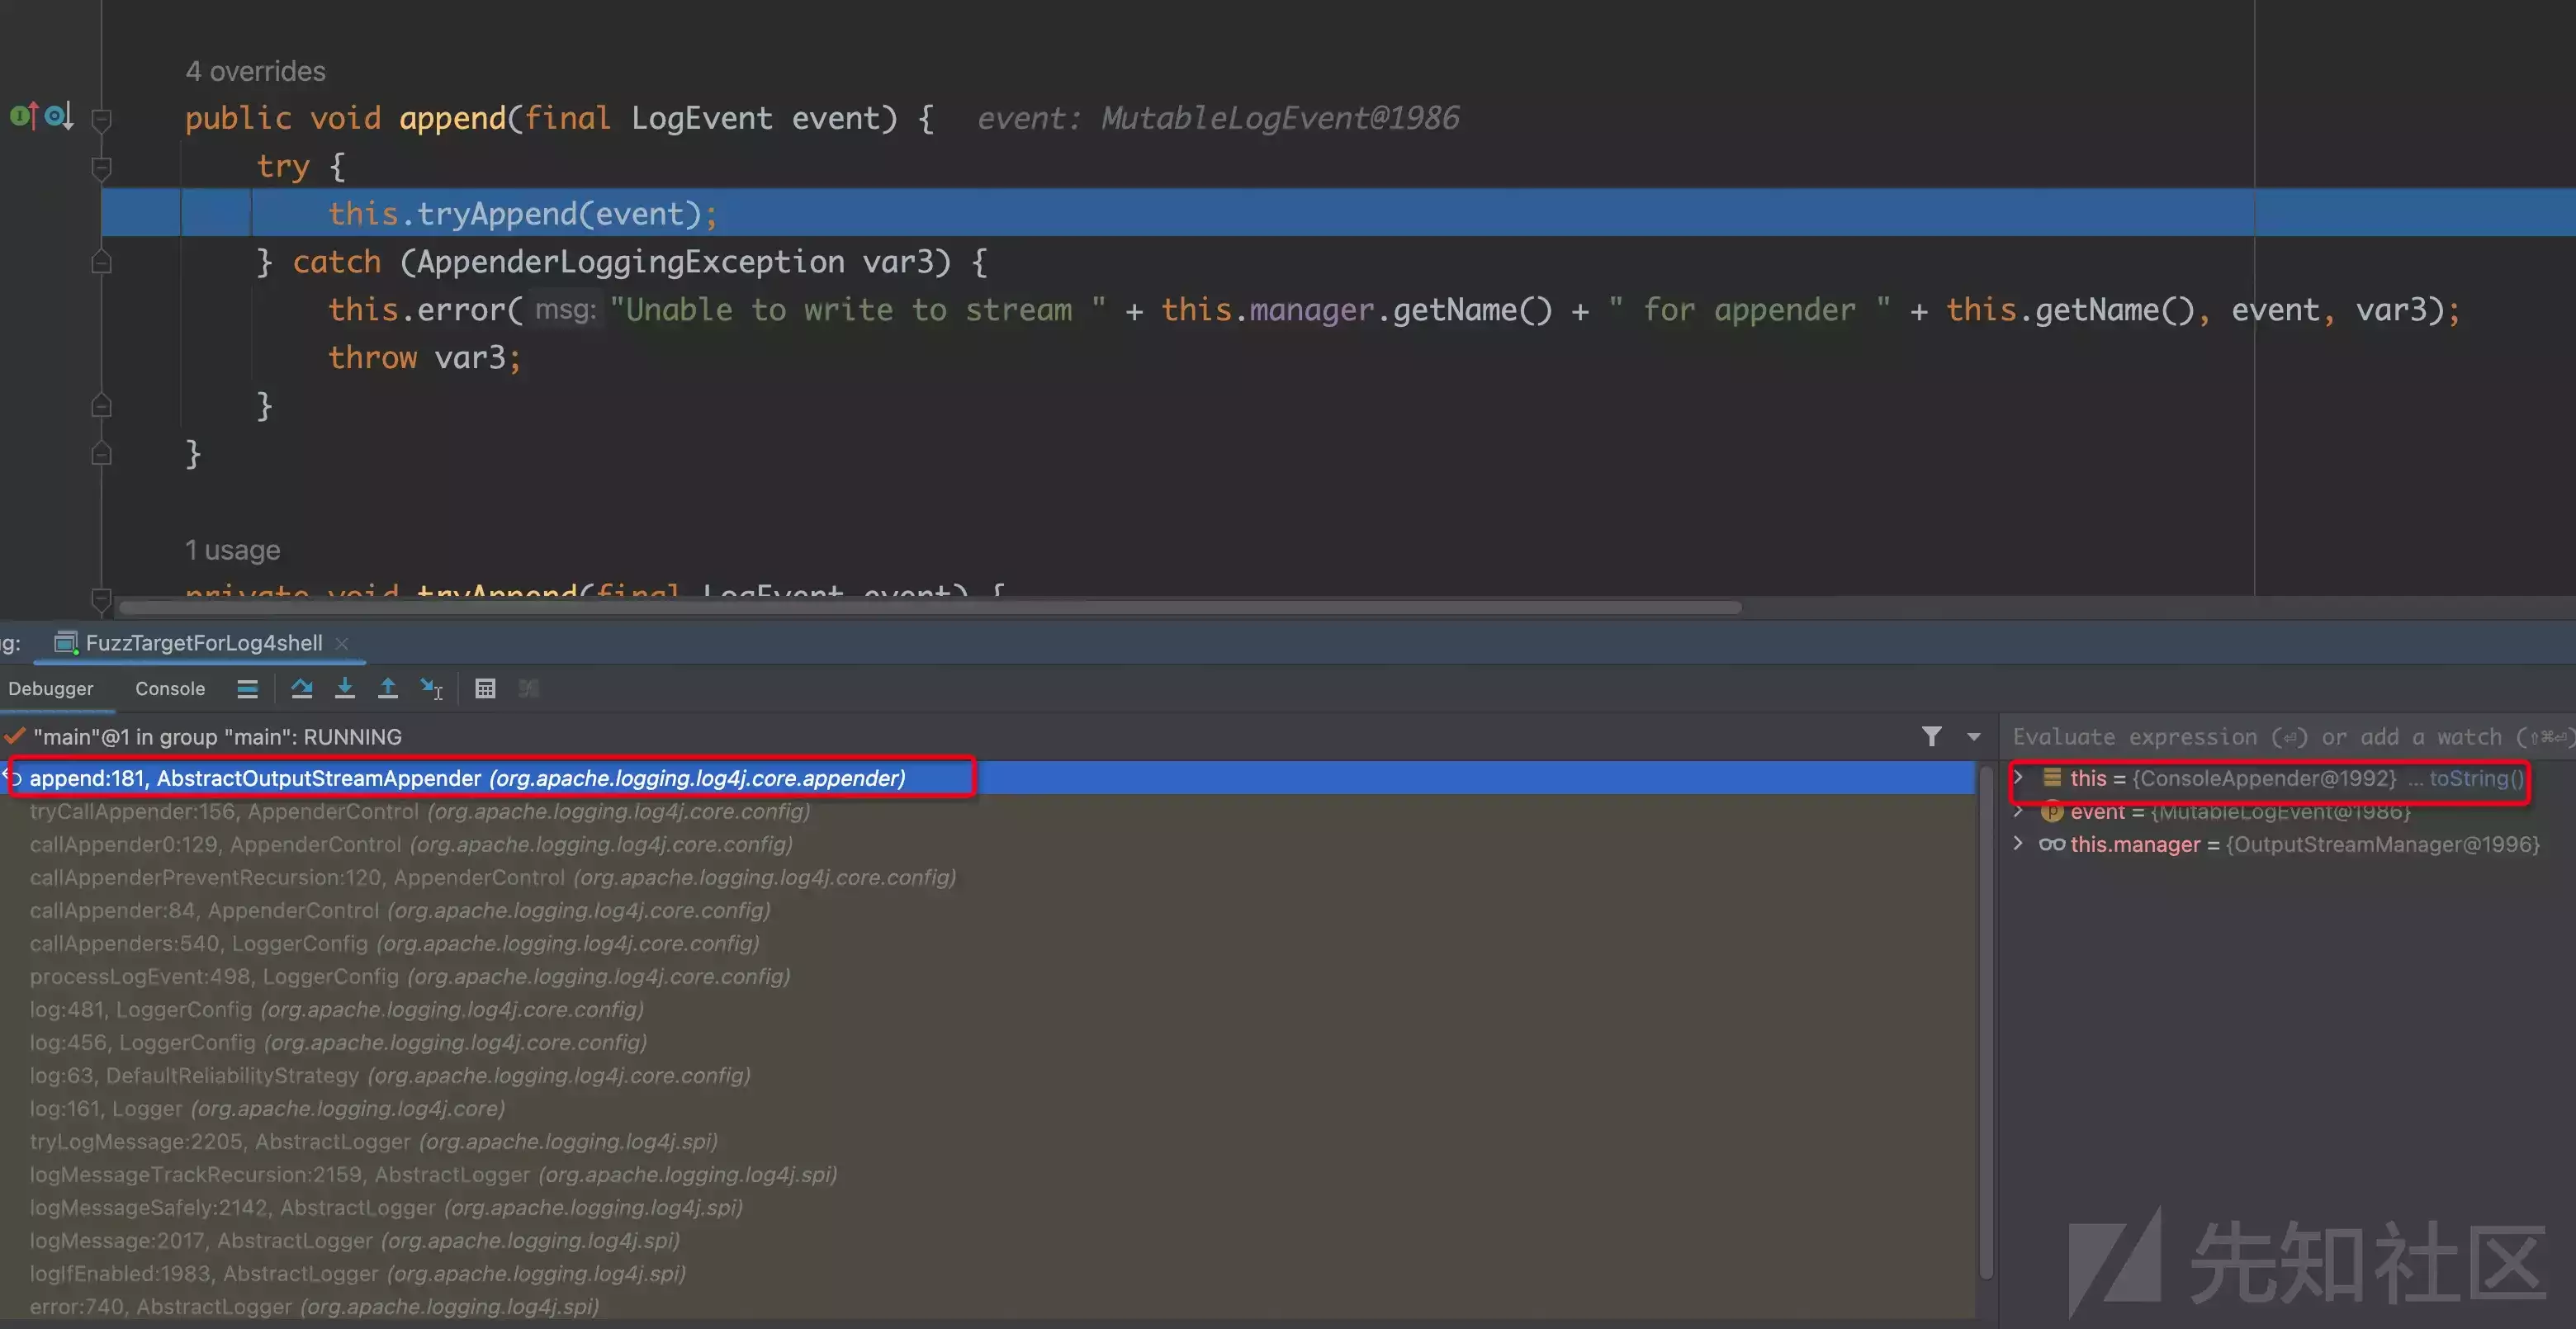 4 overrides
public void append(final LogEvent event) {   event: MutableLogEvent@1986
try {
this.tryAppend(event);
} catch (AppenderLoggingException var3) {
this.error( msg: "Unable to write to stream " + this.manager.getName() + " for appender " + this.getName(), event, var3);
throw var3;
}
}
1 usage
private void tryAppend(final LogEvent event) {
g: FuzzTargetForLog4shell
Debugger Console
"main"@1 in group "main": RUNNING
append:181, AbstractOutputStreamAppender (org.apache.logging.log4j.core.appender)
tryCallAppender:156, AppenderControl (org.apache.logging.log4j.core.config)
callAppender0:129, AppenderControl (org.apache.logging.log4j.core.config)
callAppenderPreventRecursion:120, AppenderControl (org.apache.logging.log4j.core.config)
callAppender:84, AppenderControl (org.apache.logging.log4j.core.config)
callAppenders:540, LoggerConfig (org.apache.logging.log4j.core.config)
processLogEvent:498, LoggerConfig (org.apache.logging.log4j.core.config)
log:481, LoggerConfig (org.apache.logging.log4j.core.config)
log:456, LoggerConfig (org.apache.logging.log4j.core.config)
log:63, DefaultReliabilityStrategy (org.apache.logging.log4j.core.config)
log:161, Logger (org.apache.logging.log4j.core)
tryLogMessage:2205, AbstractLogger (org.apache.logging.log4j.spi)
logMessageTrackRecursion:2159, AbstractLogger (org.apache.logging.log4j.spi)
logMessageSafely:2142, AbstractLogger (org.apache.logging.log4j.spi)
logMessage:2017, AbstractLogger (org.apache.logging.log4j.spi)
logIfEnabled:1983, AbstractLogger (org.apache.logging.log4j.spi)
error:740, AbstractLogger (org.apache.logging.log4j.spi)
Evaluate expression (⏎) or add a watch (⇧⌘⏎)
this = {ConsoleAppender@1992} ... toString()
event = {MutableLogEvent@1986}
this.manager = {OutputStreamManager@1996}
先知社区